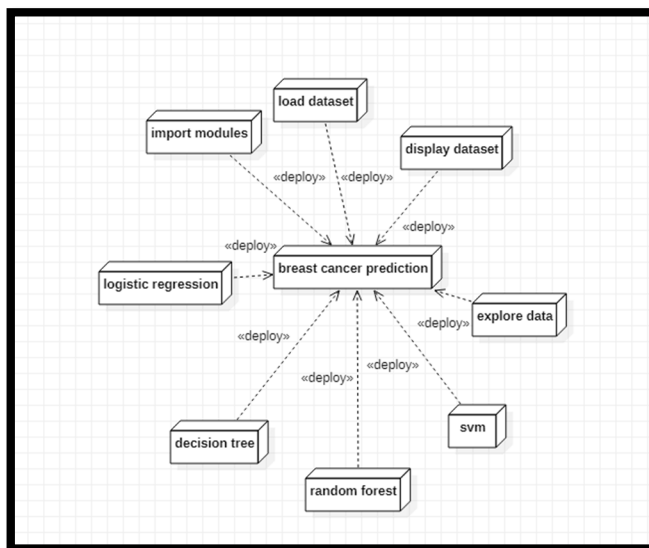 load dataset
import modules
display dataset
«deploy»
«deploy»
«deploy»
«deploy»
breast cancer prediction
logistic regression
explore data
«deploy»
«deploy»
«deploy»
«deploy»
svm
decision tree
random forest